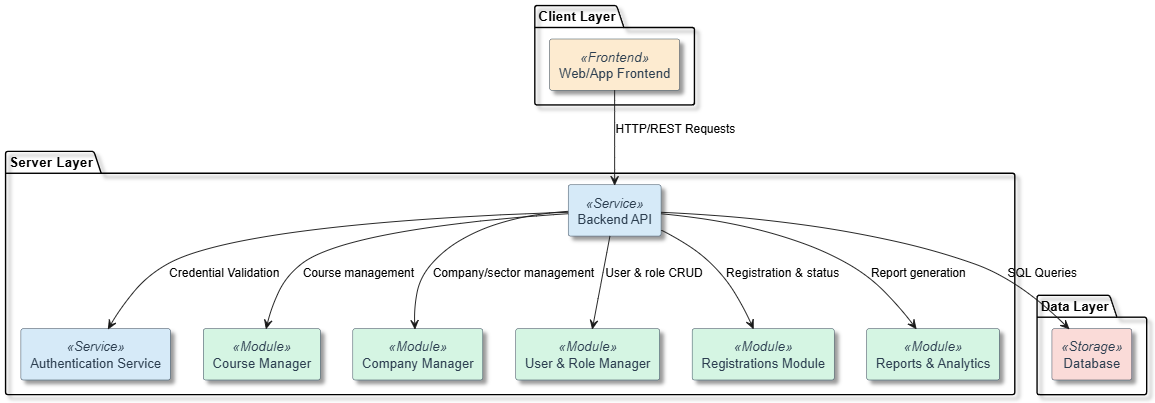 Client Layer
«Frontend»
Web/App Frontend
HTTP/REST Requests
Server Layer
«Service»
Backend API
Credential Validation
Course management
Company/sector management
User & role CRUD
Registration & status
Report generation
SQL Queries
Data Layer
«Service»
Authentication Service
«Module»
Course Manager
«Module»
Company Manager
«Module»
User & Role Manager
«Module»
Registrations Module
«Module»
Reports & Analytics
«Storage»
Database